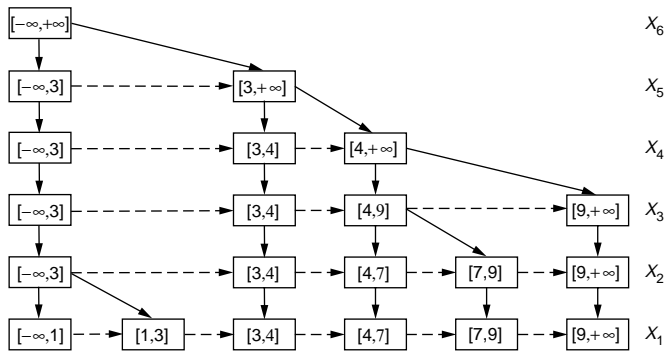 [−∞,+∞] X6
[−∞,3] [3,+∞] X5
[−∞,3] [3,4] [4,+∞] X4
[−∞,3] [3,4] [4,9] [9,+∞] X3
[−∞,3] [3,4] [4,7] [7,9] [9,+∞] X2
[−∞,1] [1,3] [3,4] [4,7] [7,9] [9,+∞] X1